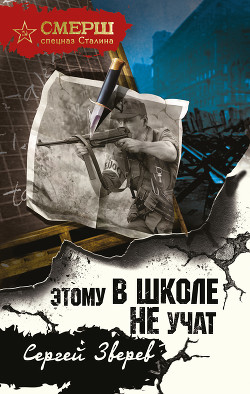 СМЕРШ
спецназ Сталина
ЭТОМУ В ШКОЛЕ
НЕ УЧАТ
Сергей Зверев